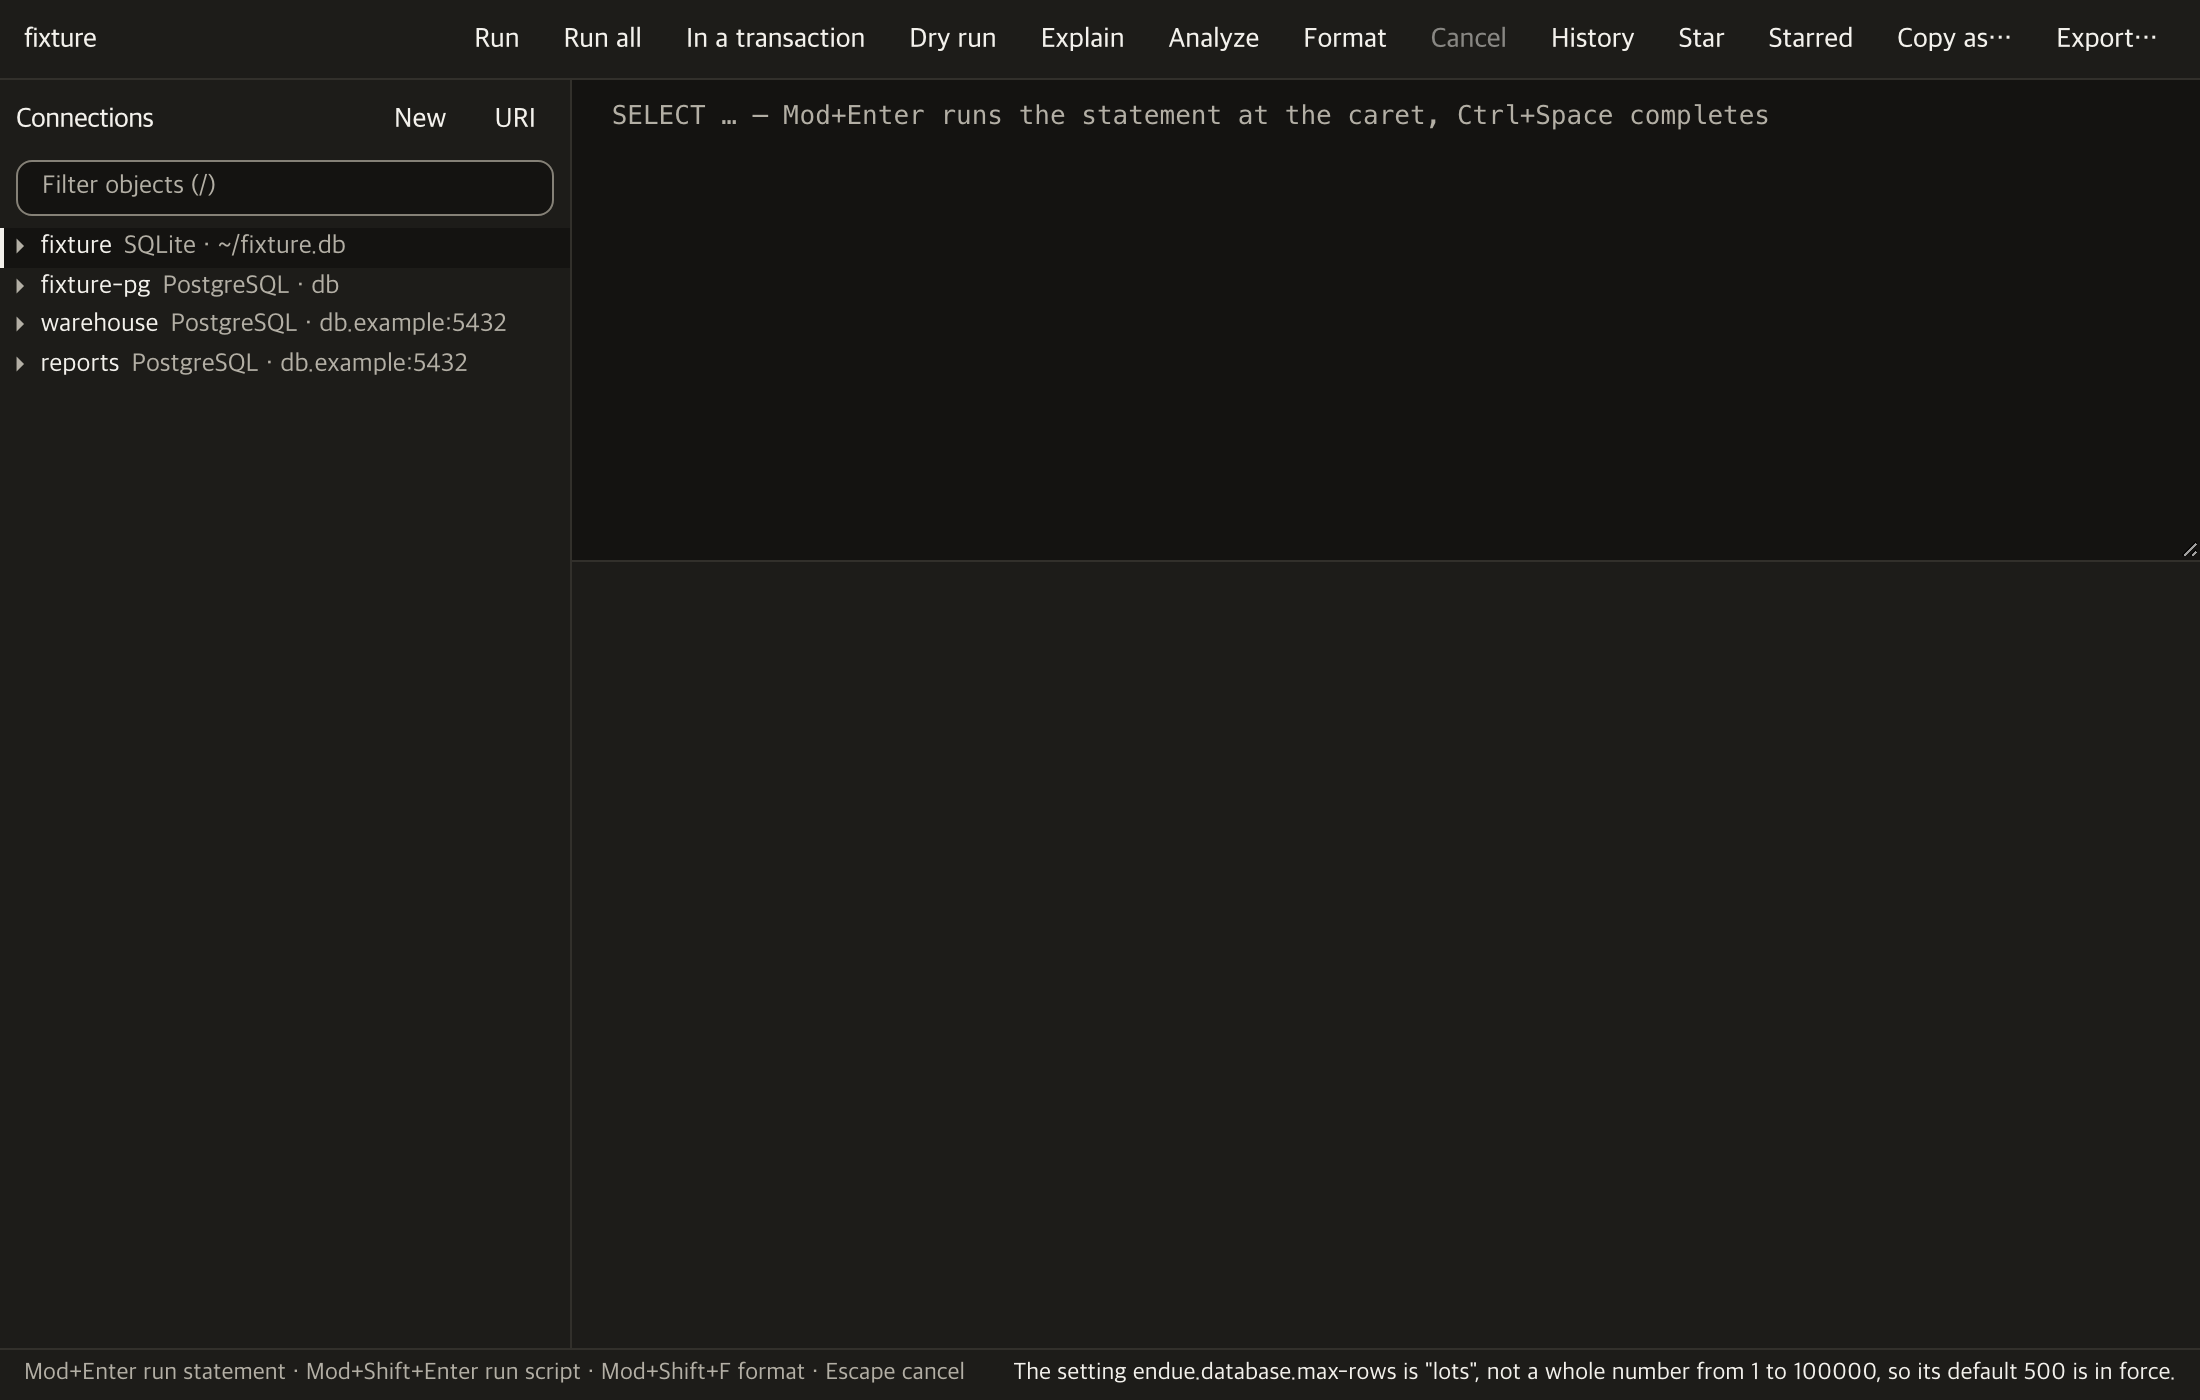 fixture Run Run all In a transaction Dry run Explain Analyze Format Cancel History Star Starred Copy as… Export…
Connections New URI
Filter objects (/)
fixture SQLite · ~/fixture.db
fixture-pg PostgreSQL · db
warehouse PostgreSQL · db.example:5432
reports PostgreSQL · db.example:5432
SELECT … — Mod+Enter runs the statement at the caret, Ctrl+Space completes
Mod+Enter run statement · Mod+Shift+Enter run script · Mod+Shift+F format · Escape cancel
The setting endue.database.max-rows is "lots", not a whole number from 1 to 100000, so its default 500 is in force.